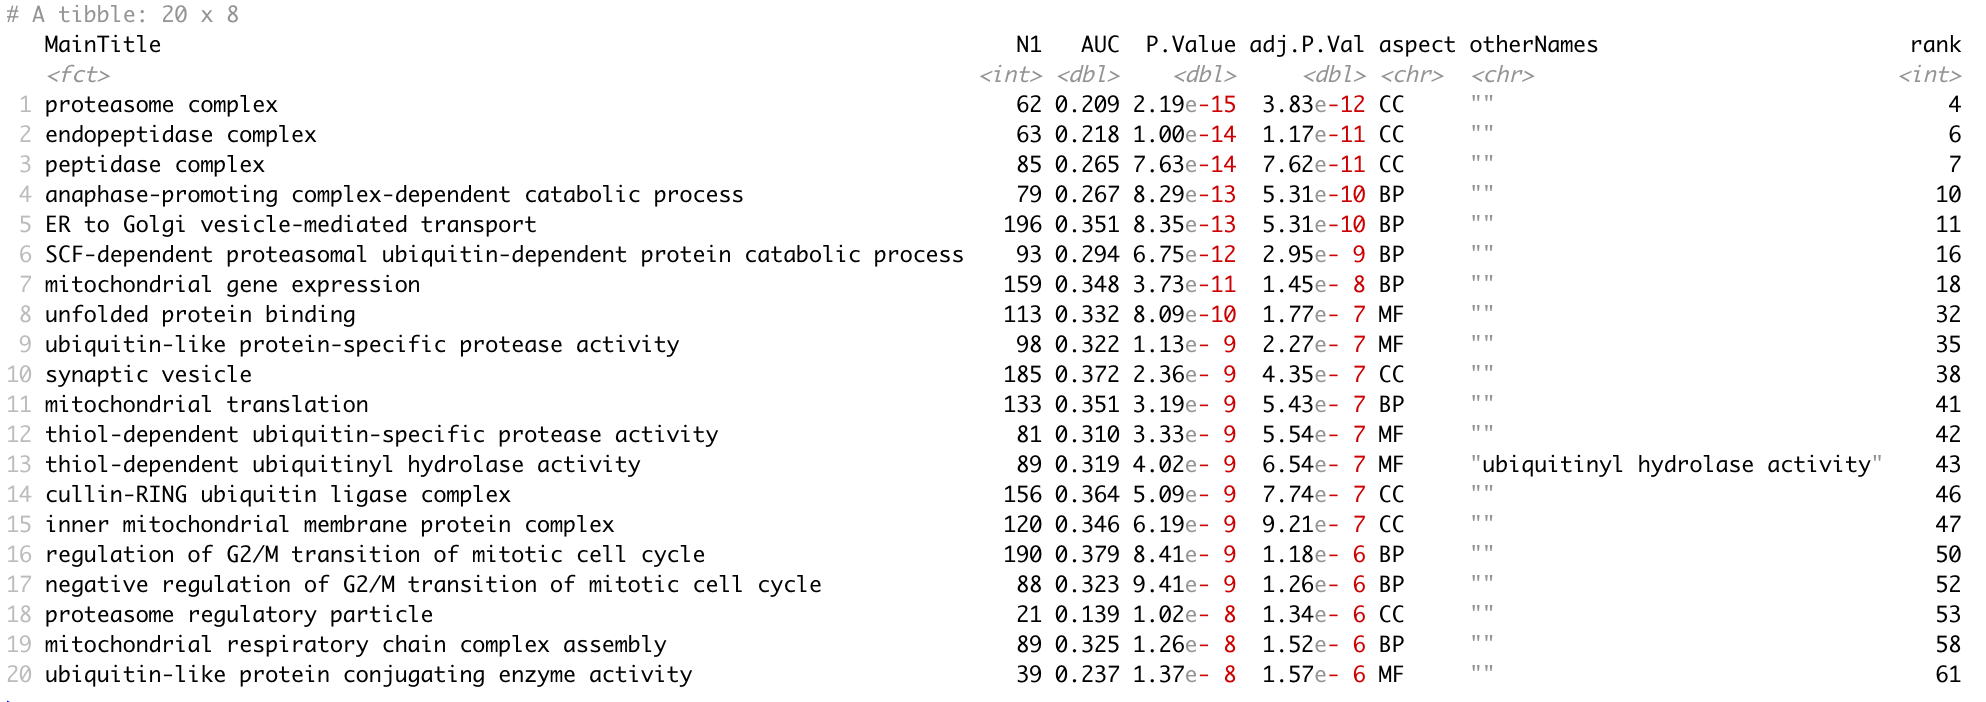 # A tibble: 20 x 8
MainTitle N1 AUC P.Value adj.P.Val aspect otherNames rank
<fct> <int> <dbl> <dbl> <dbl> <chr> <chr> <int>
1 proteasome complex 62 0.209 2.19e-15 3.83e-12 CC "" 4
2 endopeptidase complex 63 0.218 1.00e-14 1.17e-11 CC "" 6
3 peptidase complex 85 0.265 7.63e-14 7.62e-11 CC "" 7
4 anaphase-promoting complex-dependent catabolic process 79 0.267 8.29e-13 5.31e-10 BP "" 10
5 ER to Golgi vesicle-mediated transport 196 0.351 8.35e-13 5.31e-10 BP "" 11
6 SCF-dependent proteasomal ubiquitin-dependent protein catabolic process 93 0.294 6.75e-12 2.95e- 9 BP "" 16
7 mitochondrial gene expression 159 0.348 3.73e-11 1.45e- 8 BP "" 18
8 unfolded protein binding 113 0.332 8.09e-10 1.77e- 7 MF "" 32
9 ubiquitin-like protein-specific protease activity 98 0.322 1.13e- 9 2.27e- 7 MF "" 35
10 synaptic vesicle 185 0.372 2.36e- 9 4.35e- 7 CC "" 38
11 mitochondrial translation 133 0.351 3.19e- 9 5.43e- 7 BP "" 41
12 thiol-dependent ubiquitin-specific protease activity 81 0.310 3.33e- 9 5.54e- 7 MF "" 42
13 thiol-dependent ubiquitinyl hydrolase activity 89 0.319 4.02e- 9 6.54e- 7 MF "ubiquitinyl hydrolase activity" 43
14 cullin-RING ubiquitin ligase complex 156 0.364 5.09e- 9 7.74e- 7 CC "" 46
15 inner mitochondrial membrane protein complex 120 0.346 6.19e- 9 9.21e- 7 CC "" 47
16 regulation of G2/M transition of mitotic cell cycle 190 0.379 8.41e- 9 1.18e- 6 BP "" 50
17 negative regulation of G2/M transition of mitotic cell cycle 88 0.323 9.41e- 9 1.26e- 6 BP "" 52
18 proteasome regulatory particle 21 0.139 1.02e- 8 1.34e- 6 CC "" 53
19 mitochondrial respiratory chain complex assembly 89 0.325 1.26e- 8 1.52e- 6 BP "" 58
20 ubiquitin-like protein conjugating enzyme activity 39 0.237 1.37e- 8 1.57e- 6 MF "" 61